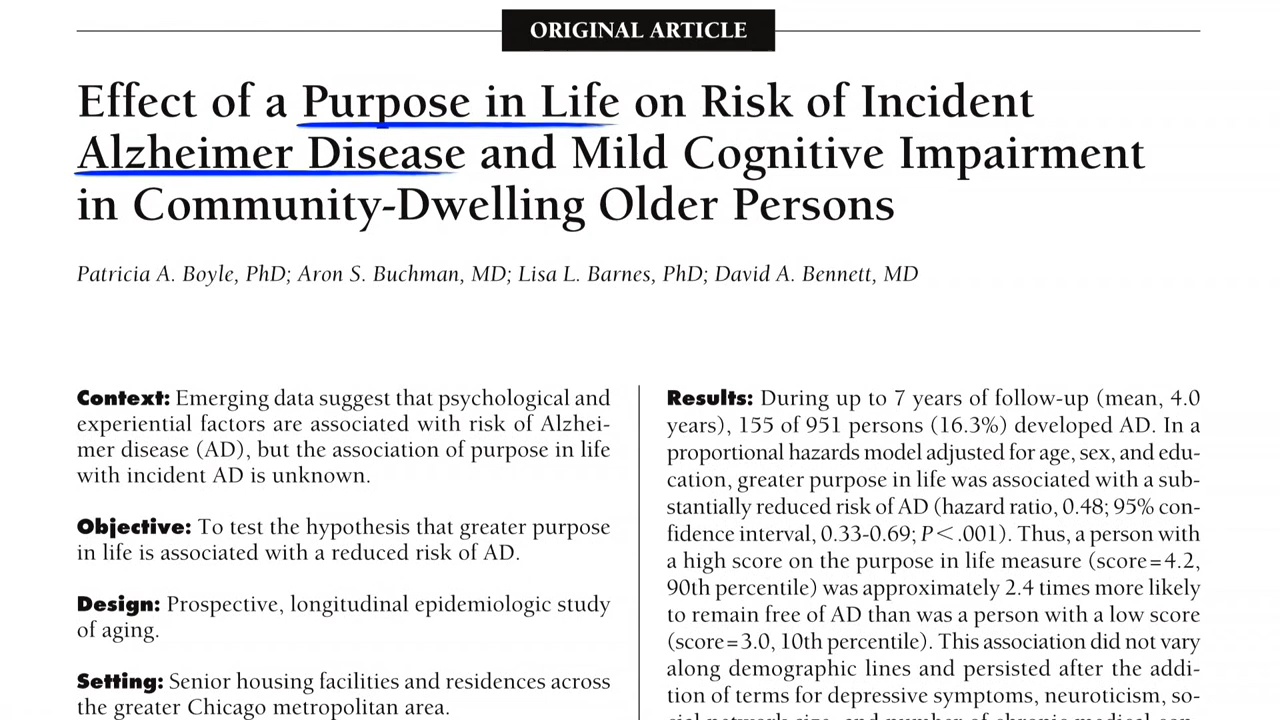 ORIGINAL ARTICLE
Effect of a Purpose in Life on Risk of Incident
Alzheimer Disease and Mild Cognitive Impairment
in Community-Dwelling Older Persons
Patricia A. Boyle, PhD; Aron S. Buchman, MD; Lisa L. Barnes, PhD; David A. Bennett, MD
Context: Emerging data suggest that psychological and
experiential factors are associated with risk of Alzhei-
mer disease (AD), but the association of purpose in life
with incident AD is unknown.
Objective: To test the hypothesis that greater purpose
in life is associated with a reduced risk of AD.
Design: Prospective, longitudinal epidemiologic study
of aging.
Setting: Senior housing facilities and residences across
the greater Chicago metropolitan area.
Results: During up to 7 years of follow-up (mean, 4.0
years), 155 of 951 persons (16.3%) developed AD. In a
proportional hazards model adjusted for age, sex, and edu-
cation, greater purpose in life was associated with a sub-
stantially reduced risk of AD (hazard ratio, 0.48; 95% con-
fidence interval, 0.33-0.69; P<.001). Thus, a person with
a high score on the purpose in life measure (score=4.2,
90th percentile) was approximately 2.4 times more likely
to remain free of AD than was a person with a low score
(score=3.0, 10th percentile). This association did not vary
along demographic lines and persisted after the addi-
tion of terms for depressive symptoms, neuroticism, so-
cial network size, and number of chronic medical con-